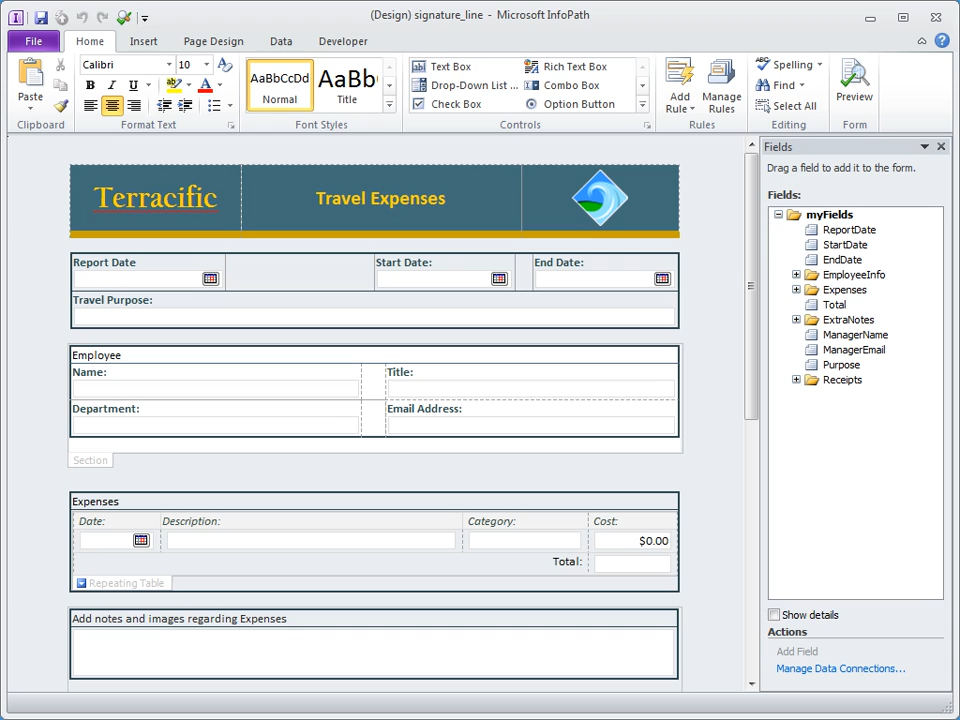 (Design) signature_line - Microsoft InfoPath
File Home Insert Page Design Data Developer
Paste
Calibri 10
B I U
AaBbCcDd
Normal
AaBb
Title
Text Box
Drop-Down List ...
Check Box
Rich Text Box
Combo Box
Option Button
Add
Rule
Manage
Rules
Spelling
Find
Select All
Preview
Clipboard Format Text Font Styles Controls Rules Editing Form
Terracific
Travel Expenses
Report Date Start Date: End Date:
Travel Purpose:
Employee
Name: Title:
Department: Email Address:
Section
Expenses
Date: Description: Category: Cost:
$0.00
Total:
Repeating Table
Add notes and images regarding Expenses
Fields
Drag a field to add it to the form.
Fields:
myFields
ReportDate
StartDate
EndDate
EmployeeInfo
Expenses
Total
ExtraNotes
ManagerName
ManagerEmail
Purpose
Receipts
Show details
Actions
Add Field
Manage Data Connections...